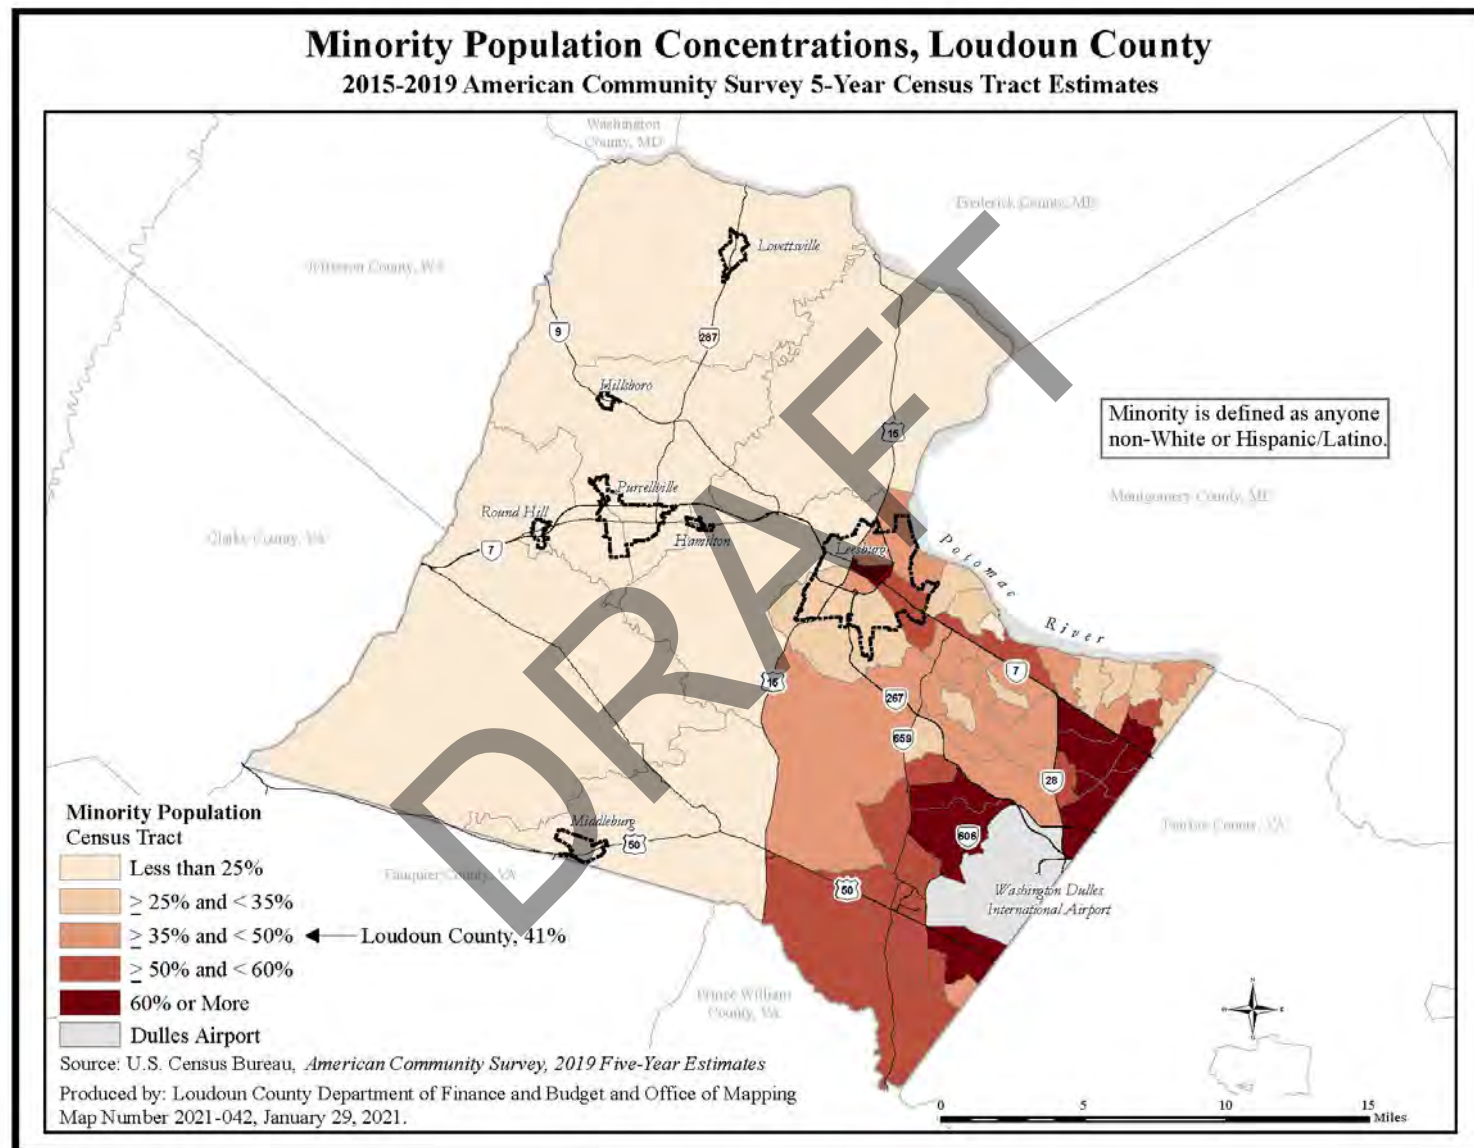 Minority Population Concentrations, Loudoun County
2015-2019 American Community Survey 5-Year Census Tract Estimates
Washington
County, MD
Frederick County, MD
Jefferson County, WV
Lovettsville
9
287
Hillsboro
Minority is defined as anyone
non-White or Hispanic/Latino.
15
Montgomery County, MD
Purcellville
Round Hill
Hamilton
Clarke County, VA
7
Leesburg
Potomac
River
7
15
267
659
28
606
Minority Population
Census Tract
Less than 25%
≥ 25% and < 35%
≥ 35% and < 50%
Loudoun County, 41%
≥ 50% and < 60%
60% or More
Dulles Airport
Middleburg
50
Fauquier County, VA
Fairfax County, VA
50
Washington Dulles
International Airport
Prince William
County, VA
N
E
S
DRAFT
Source: U.S. Census Bureau, American Community Survey, 2019 Five-Year Estimates
Produced by: Loudoun County Department of Finance and Budget and Office of Mapping
Map Number 2021-042, January 29, 2021.
0 5 10 15
Miles